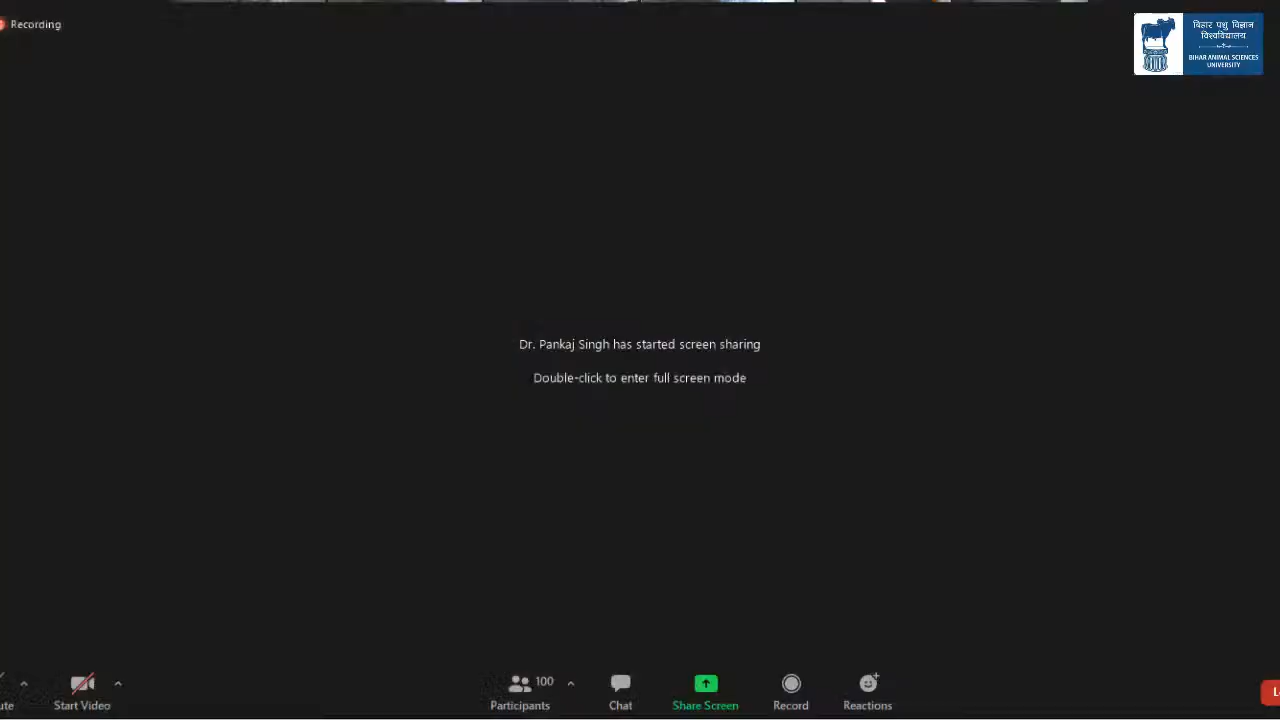 Recording
बिहार पशु विज्ञान
विश्वविद्यालय
BIHAR ANIMAL SCIENCES
UNIVERSITY
Dr. Pankaj Singh has started screen sharing
Double-click to enter full screen mode
100
ute
Start Video
Participants
Chat
Share Screen
Record
Reactions
L